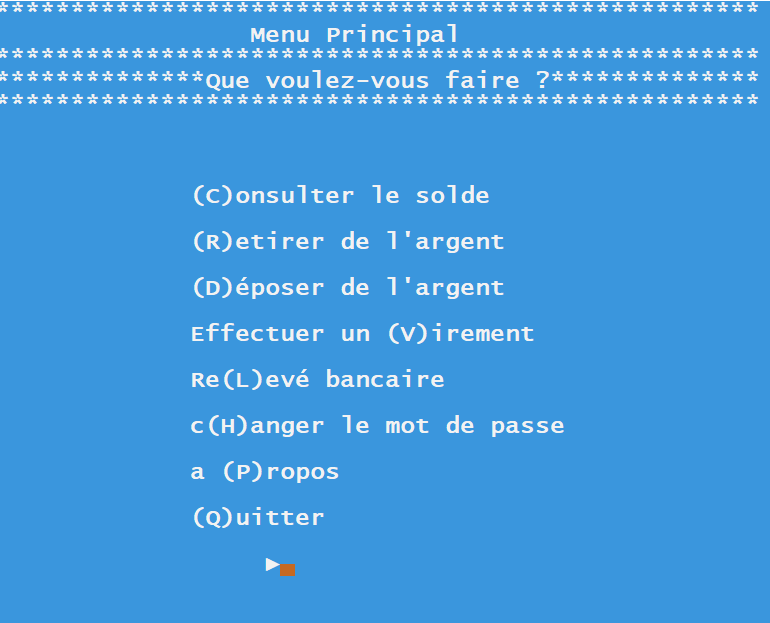 ***************************************************
Menu Principal
***************************************************
**************Que voulez-vous faire ?**************
***************************************************
(C)onsulter le solde
(R)etirer de l'argent
(D)époser de l'argent
Effectuer un (V)irement
Re(L)evé bancaire
c(H)anger le mot de passe
a (P)ropos
(Q)uitter
►